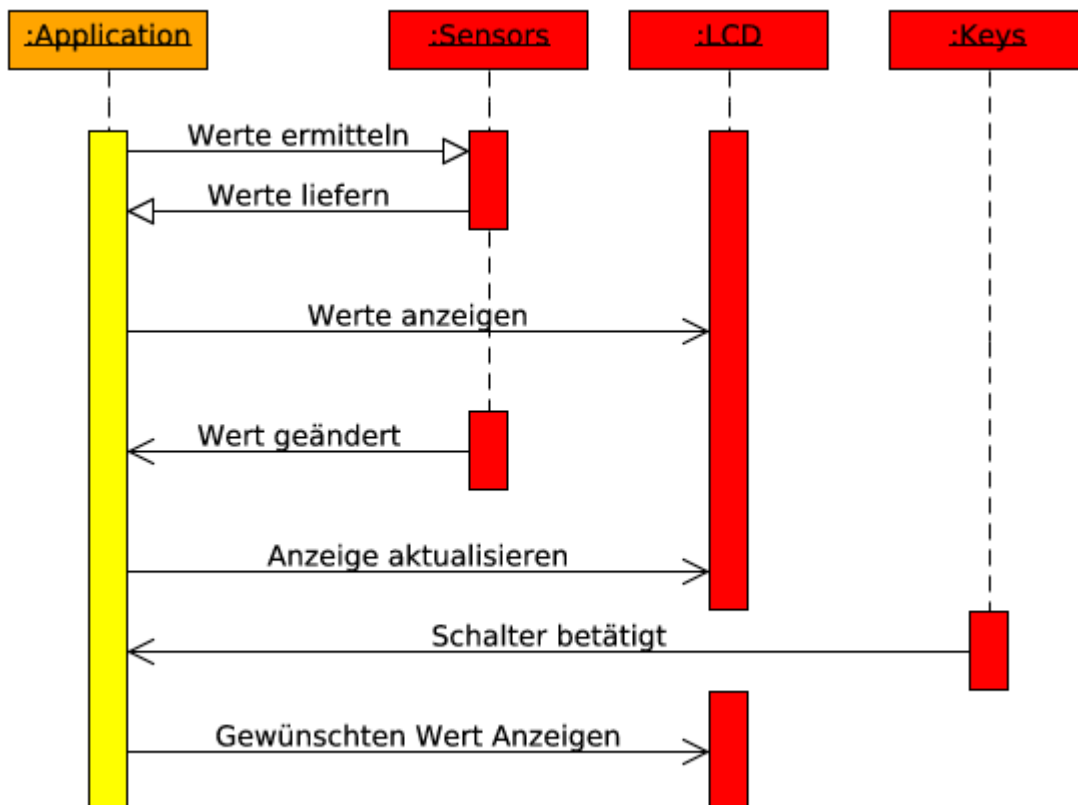 :Application
:Sensors
:LCD
:Keys
Werte ermitteln
Werte liefern
Werte anzeigen
Wert geändert
Anzeige aktualisieren
Schalter betätigt
Gewünschten Wert Anzeigen